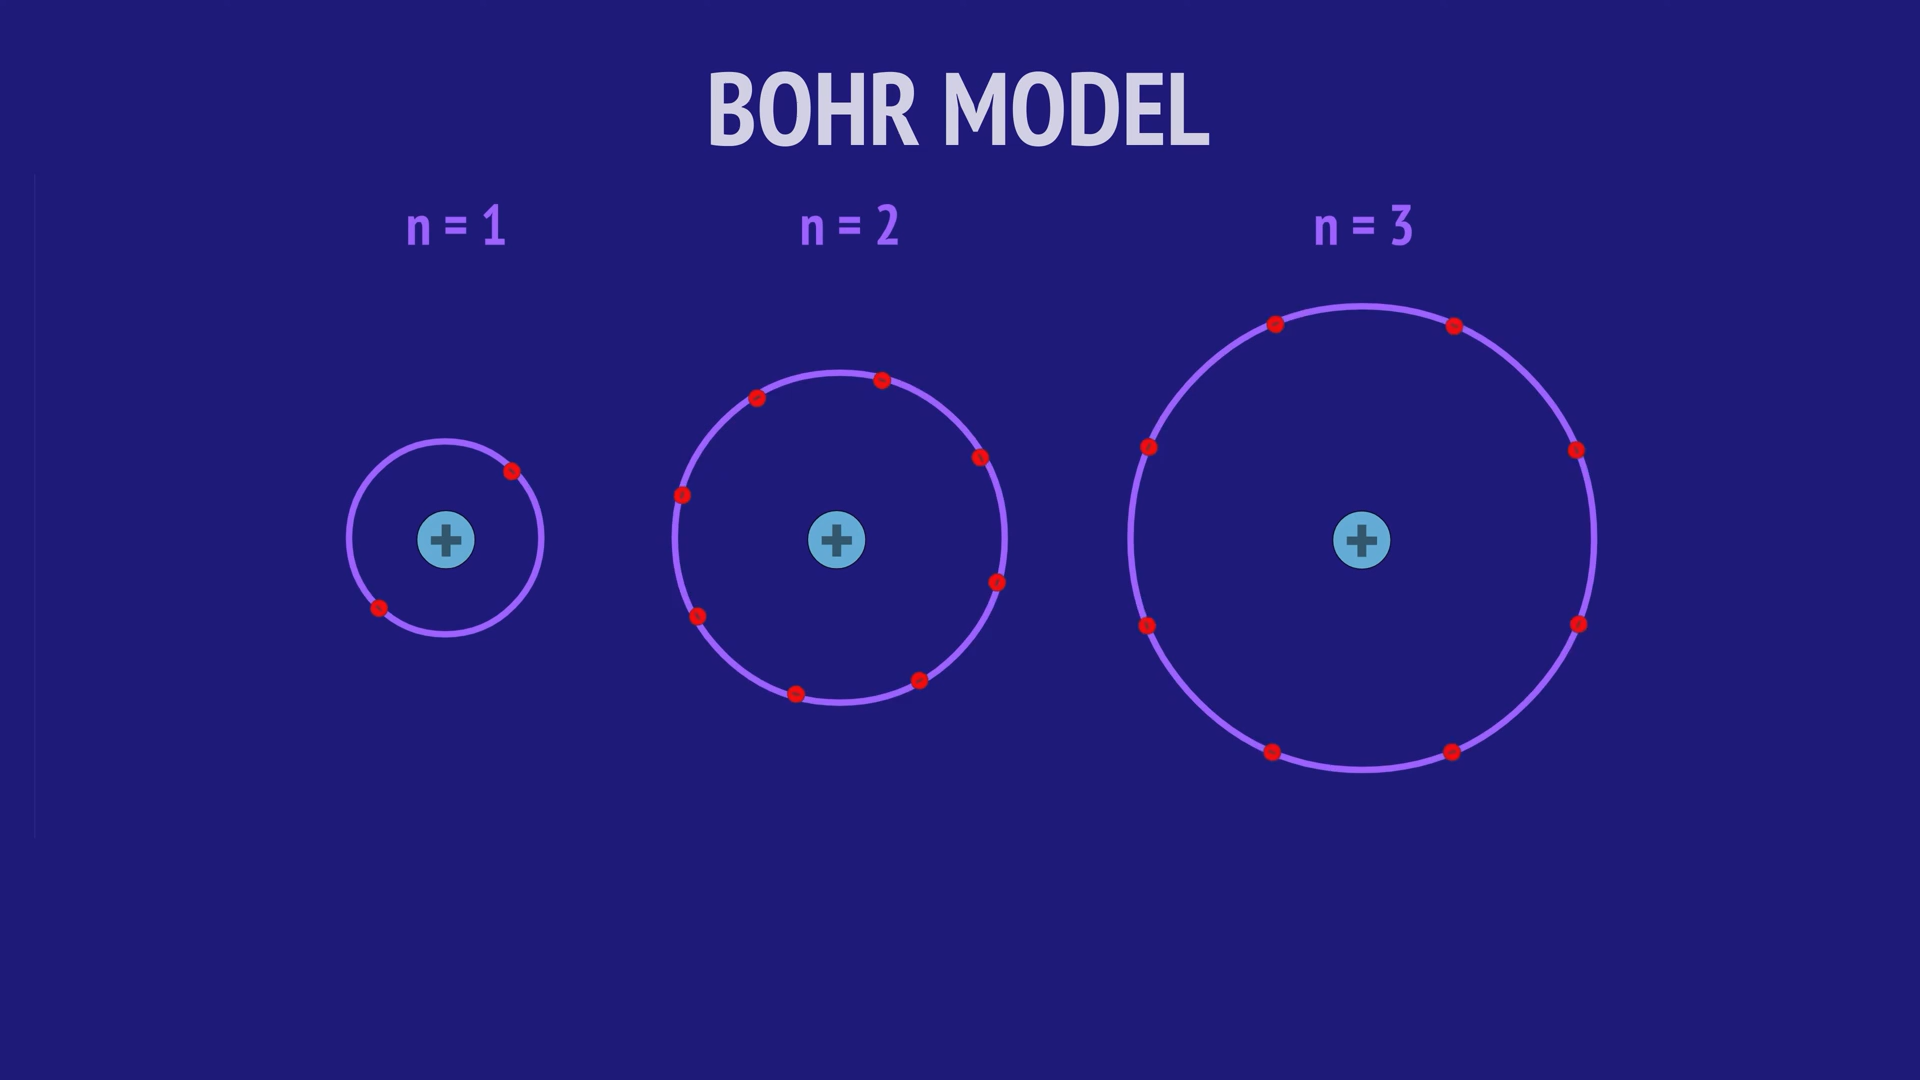 BOHR MODEL
n = 1
n = 2
n = 3
+
+
+